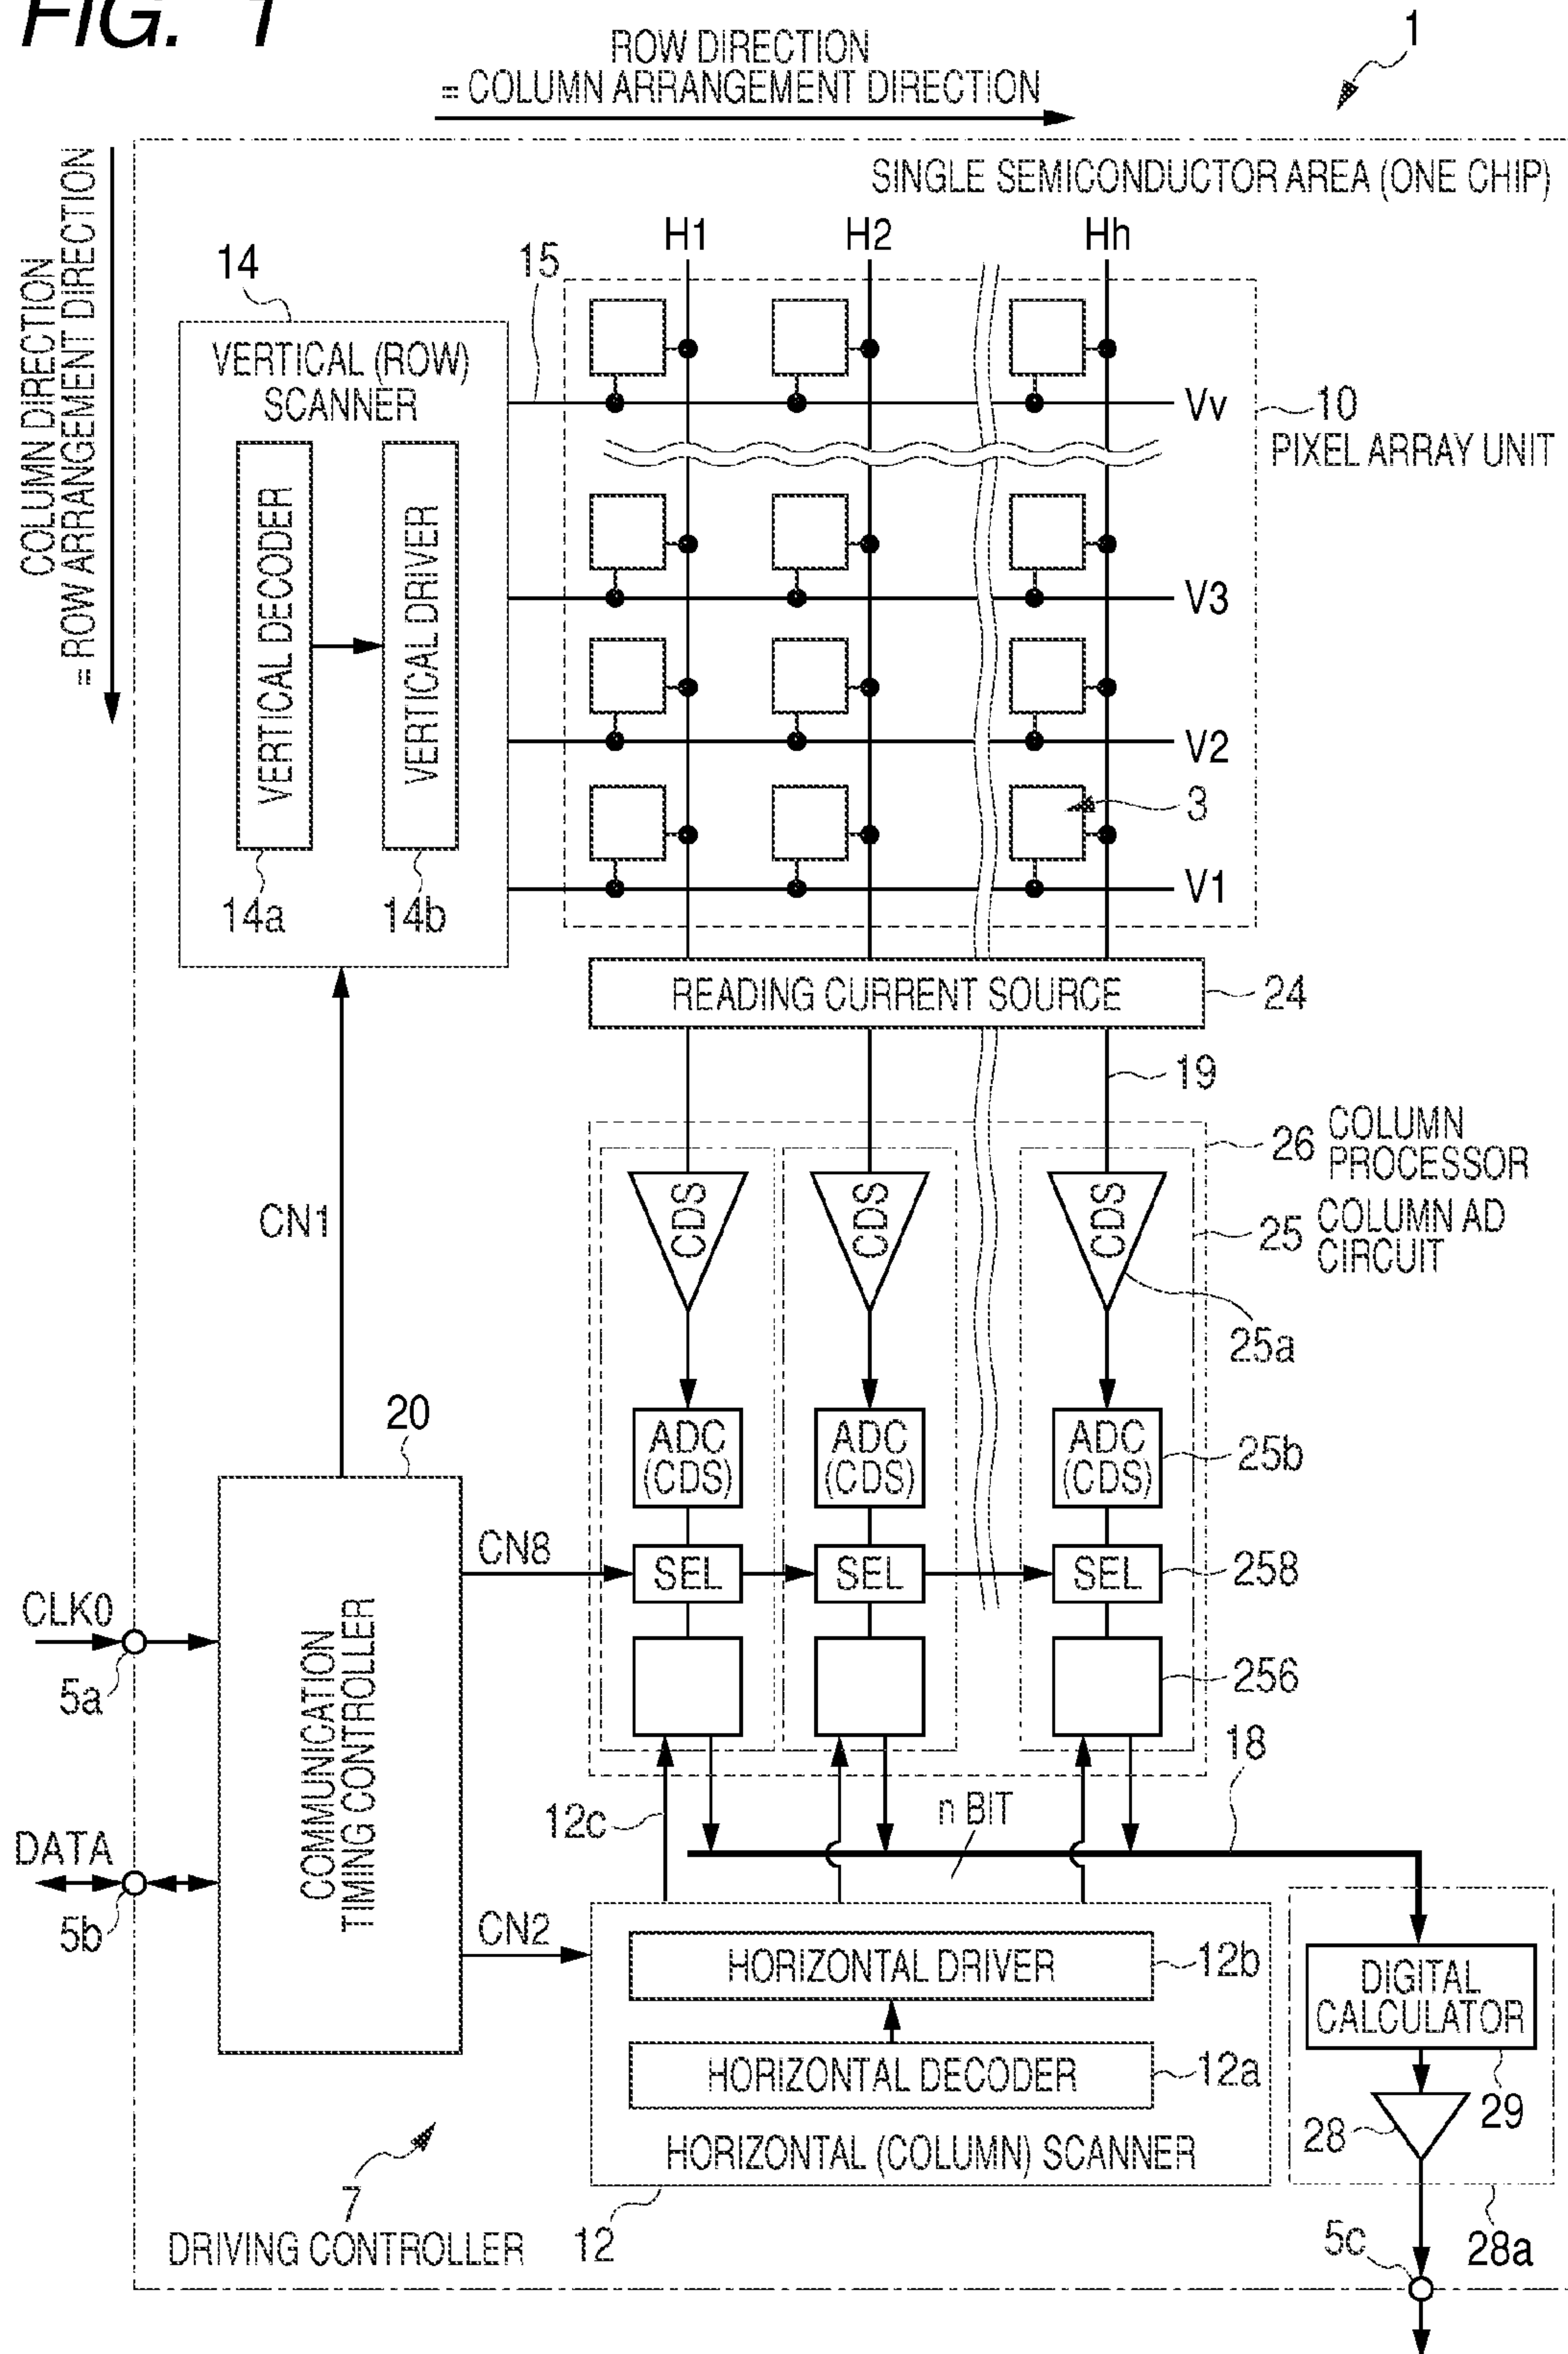 FIG. 1
ROW DIRECTION
= COLUMN ARRANGEMENT DIRECTION
1
COLUMN DIRECTION
= ROW ARRANGEMENT DIRECTION
SINGLE SEMICONDUCTOR AREA (ONE CHIP)
H1
H2
Hh
14
15
VERTICAL (ROW)
SCANNER
Vv
10
PIXEL ARRAY UNIT
VERTICAL DECODER
VERTICAL DRIVER
V3
V2
3
V1
14a
14b
READING CURRENT SOURCE
24
19
26
COLUMN
PROCESSOR
CN1
CDS
CDS
CDS
25
COLUMN AD
CIRCUIT
25a
20
ADC
(CDS)
ADC
(CDS)
ADC
(CDS)
25b
CN8
SEL
SEL
SEL
258
CLK0
5a
COMMUNICATION
TIMING CONTROLLER
256
18
12c
n BIT
DATA
5b
CN2
HORIZONTAL DRIVER
12b
DIGITAL
CALCULATOR
HORIZONTAL DECODER
12a
28
29
HORIZONTAL (COLUMN) SCANNER
7
DRIVING CONTROLLER
12
5c
28a